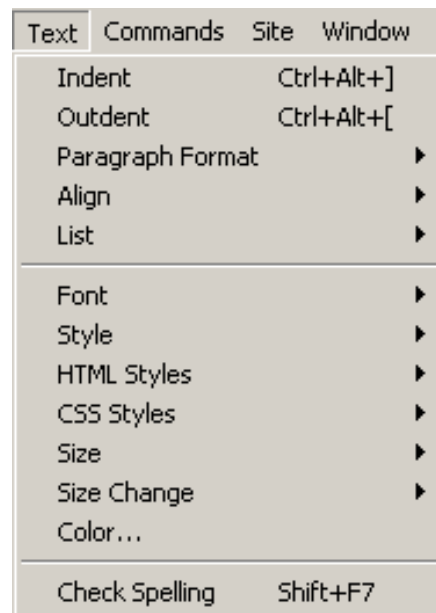 Text Commands Site Window
Indent Ctrl+Alt+]
Outdent Ctrl+Alt+[
Paragraph Format
Align
List
Font
Style
HTML Styles
CSS Styles
Size
Size Change
Color...
Check Spelling Shift+F7